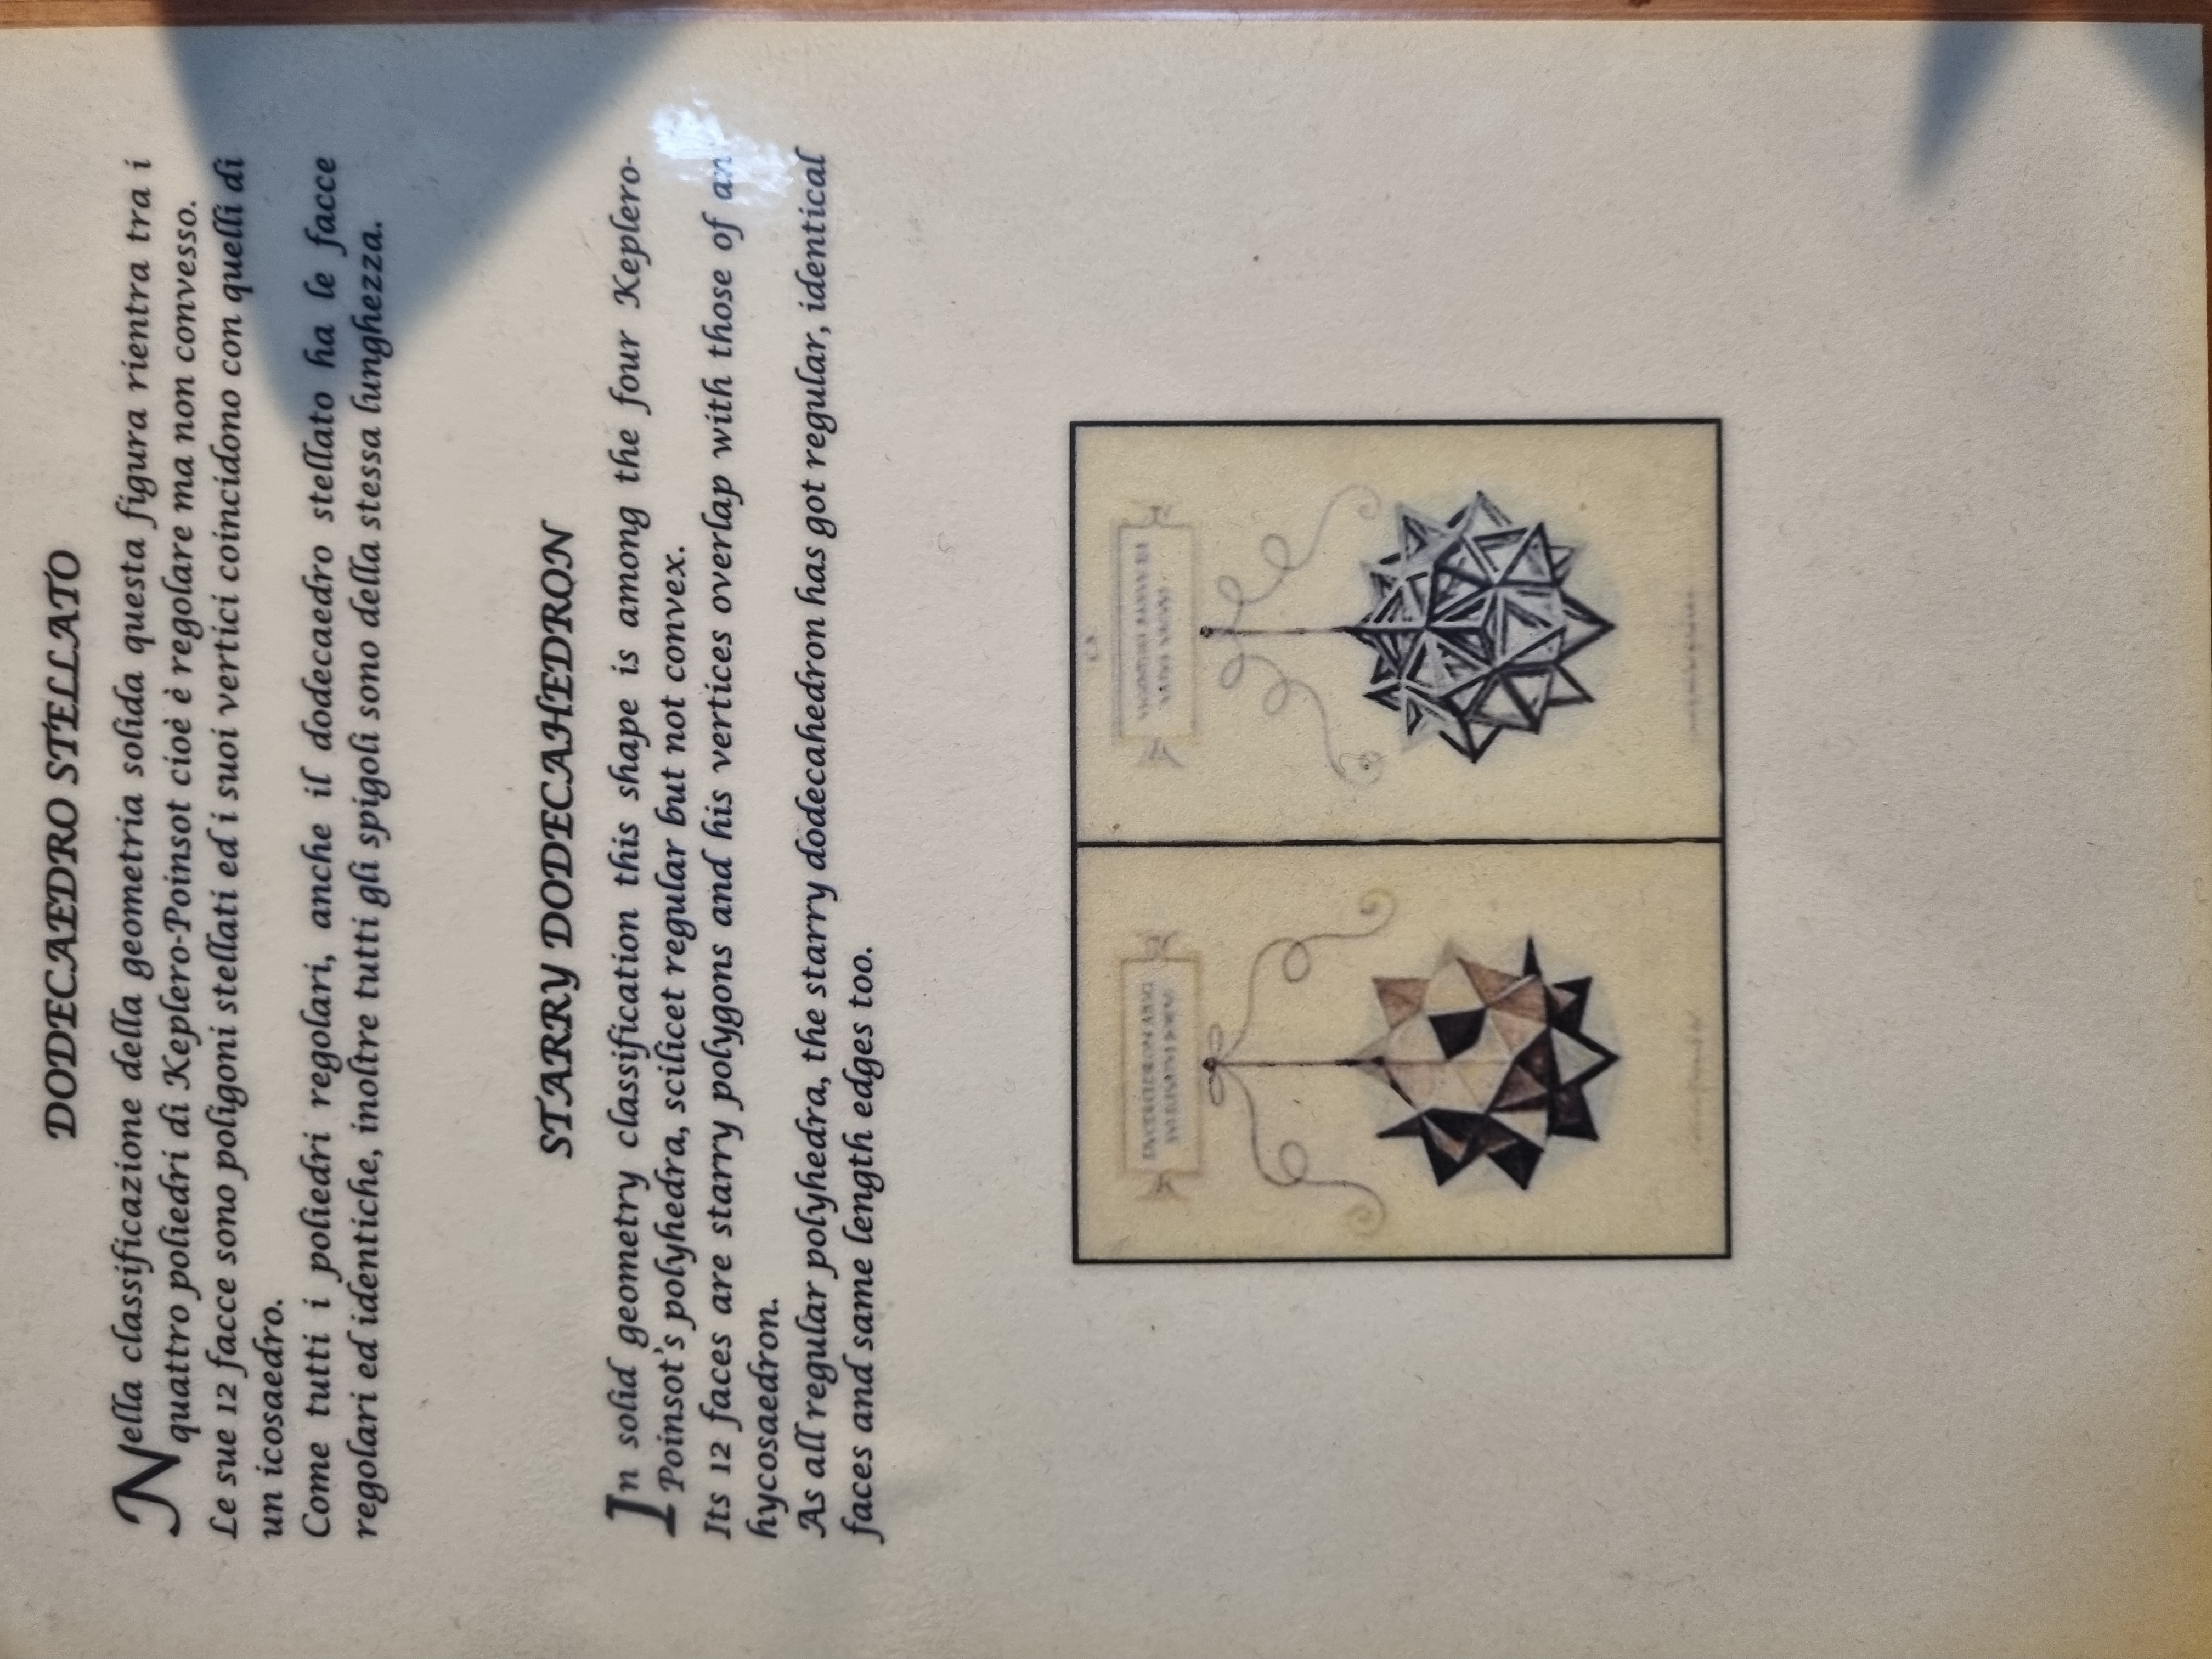 DODECAEDRO STELLATO
Nella classificazione della geometria solida questa figura rientra tra i
quattro poliedri di Keplero-Poinsot cioè è regolare ma non convesso.
Le sue 12 facce sono poligoni stellati ed i suoi vertici coincidono con quelli di
un icosaedro.
Come tutti i poliedri regolari, anche il dodecaedro stellato ha le facce
regolari ed identiche, inoltre tutti gli spigoli sono della stessa lunghezza.
STARRY DODECAHEDRON
In solid geometry classification this shape is among the four Keplero-
Poinsot's polyhedra, scilicet regular but not convex.
Its 12 faces are starry polygons and his vertices overlap with those of an
hycosaedron.
As all regular polyhedra, the starry dodecahedron has got regular, identical
faces and same length edges too.